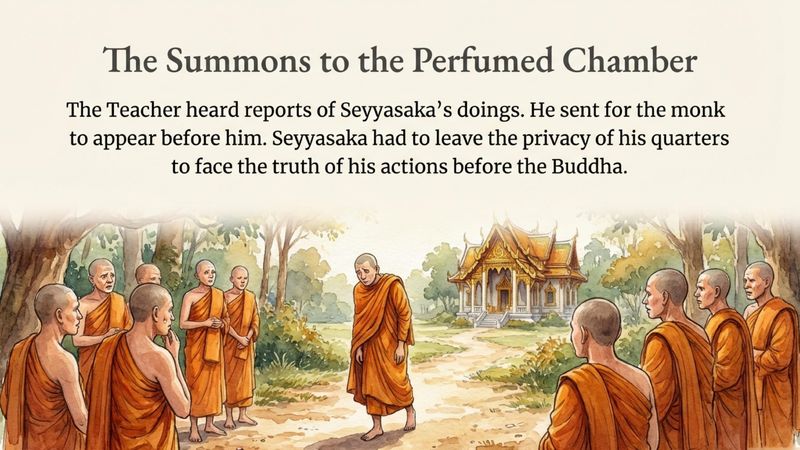 The Summons to the Perfumed Chamber
The Teacher heard reports of Seyyasaka’s doings. He sent for the monk
to appear before him. Seyyasaka had to leave the privacy of his quarters
to face the truth of his actions before the Buddha.